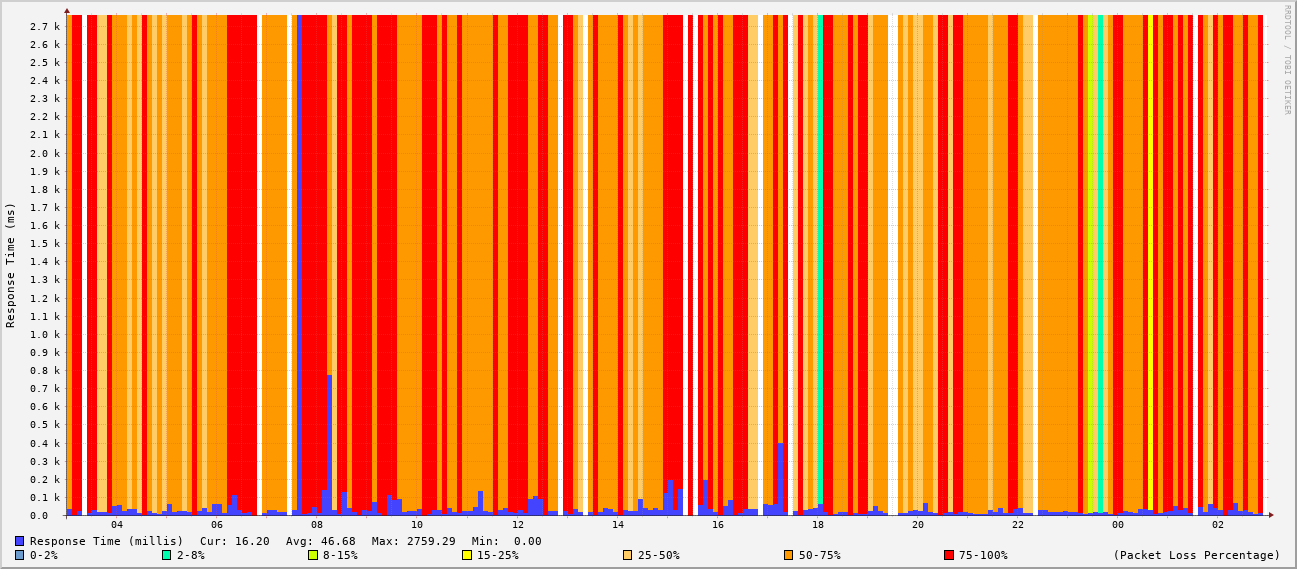 RRDTOOL / TOBI OETIKER
Response Time (ms)
2.7 k
2.6 k
2.5 k
2.4 k
2.3 k
2.2 k
2.1 k
2.0 k
1.9 k
1.8 k
1.7 k
1.6 k
1.5 k
1.4 k
1.3 k
1.2 k
1.1 k
1.0 k
0.9 k
0.8 k
0.7 k
0.6 k
0.5 k
0.4 k
0.3 k
0.2 k
0.1 k
0.0
04 06 08 10 12 14 16 18 20 22 00 02
Response Time (millis) Cur: 16.20 Avg: 46.68 Max: 2759.29 Min: 0.00
0-2% 2-8% 8-15% 15-25% 25-50% 50-75% 75-100% (Packet Loss Percentage)